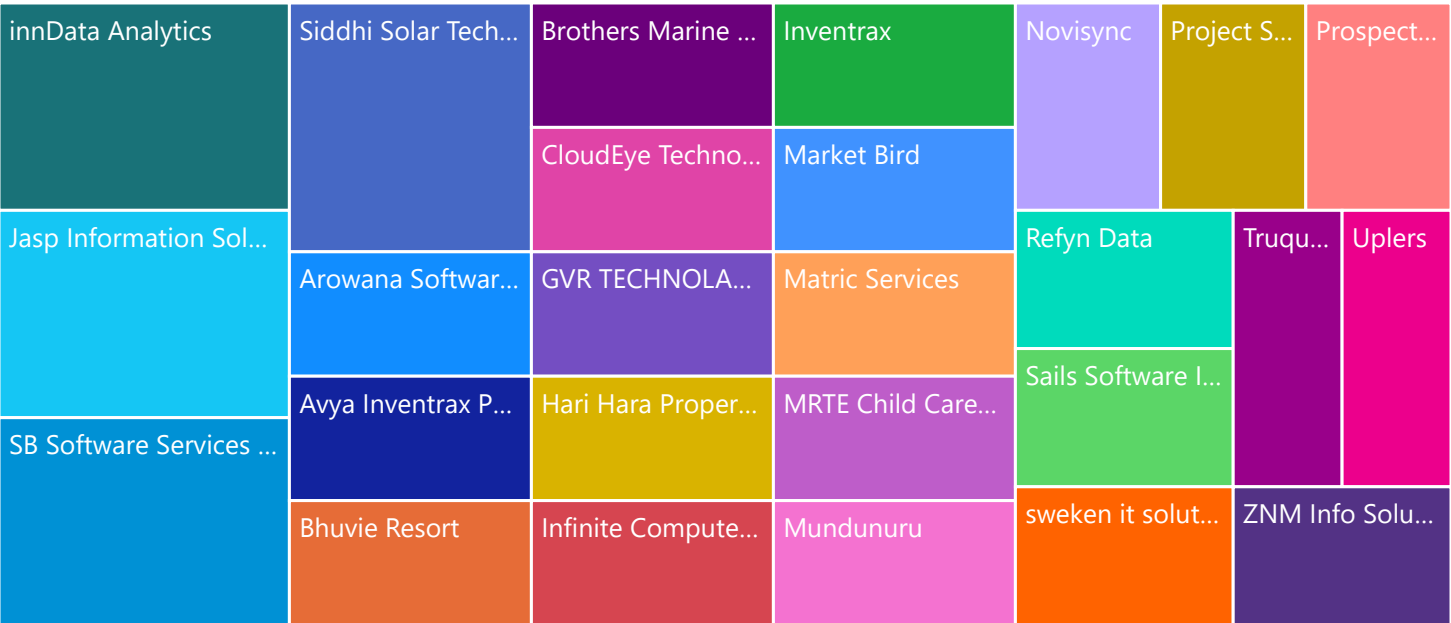 innData Analytics
Jasp Information Sol...
SB Software Services ...
Siddhi Solar Tech...
Arowana Softwar...
Avya Inventrax P...
Bhuvie Resort
Brothers Marine ...
CloudEye Techno...
GVR TECHNOLA...
Hari Hara Proper...
Infinite Compute...
Inventrax
Market Bird
Matric Services
MRTE Child Care...
Mundunuru
Novisync
Project S...
Prospect...
Refyn Data
Sails Software I...
sweken it solut...
Truqu...
Uplers
ZNM Info Solu...